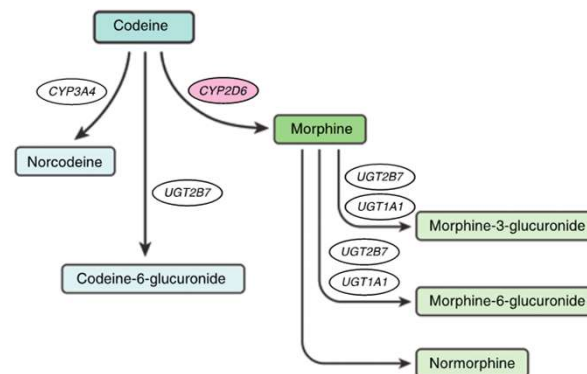 Codeine
CYP3A4
CYP2D6
Morphine
Norcodeine
UGT2B7
UGT2B7
UGT1A1
Morphine-3-glucuronide
UGT2B7
UGT1A1
Codeine-6-glucuronide
Morphine-6-glucuronide
Normorphine